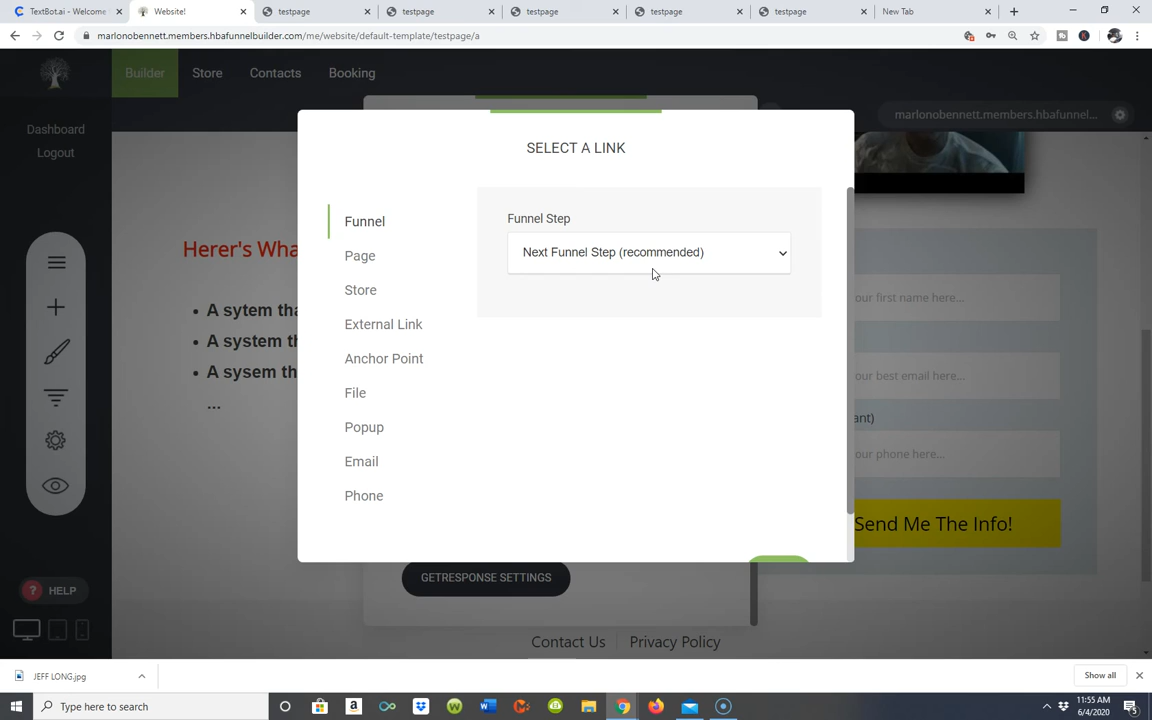 TextBot.ai - Welcome
Website!
testpage
testpage
testpage
testpage
testpage
New Tab
marlonobennett.members.hbafunnelbuilder.com/me/website/default-template/testpage/a
Builder
Store
Contacts
Booking
Dashboard
Logout
marlonobennett.members.hbafunnel...
SELECT A LINK
Funnel
Page
Store
External Link
Anchor Point
File
Popup
Email
Phone
Funnel Step
Next Funnel Step (recommended)
Herer's Wha
A sytem tha
A system th
A sysem th
...
our first name here...
our best email here...
ant)
our phone here...
Send Me The Info!
GETRESPONSE SETTINGS
Contact Us
Privacy Policy
? HELP
JEFF LONG.jpg
Show all
Type here to search
11:55 AM
6/4/2020
5